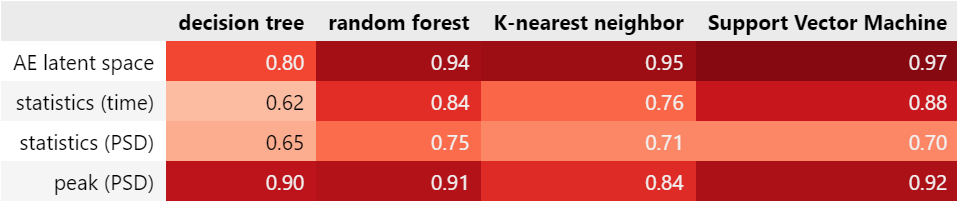 decision tree random forest K-nearest neighbor Support Vector Machine
AE latent space 0.80 0.94 0.95 0.97
statistics (time) 0.62 0.84 0.76 0.88
statistics (PSD) 0.65 0.75 0.71 0.70
peak (PSD) 0.90 0.91 0.84 0.92